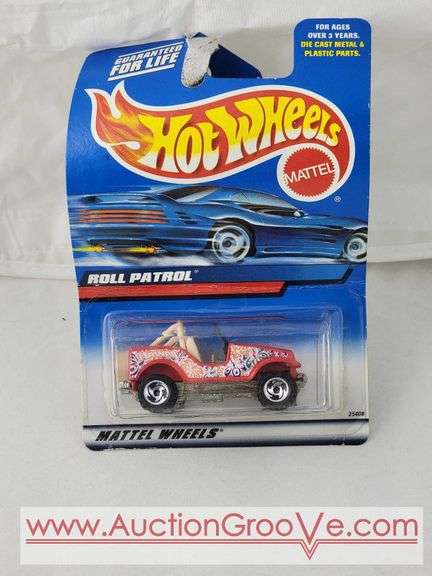 GUARANTEED
FOR LIFE
FOR AGES
OVER 3 YEARS.
DIE CAST METAL &
PLASTIC PARTS.
HOT WHEELS
MATTEL
®
ROLL PATROL
MATTEL WHEELS
25408
www.AuctionGrooVe.com